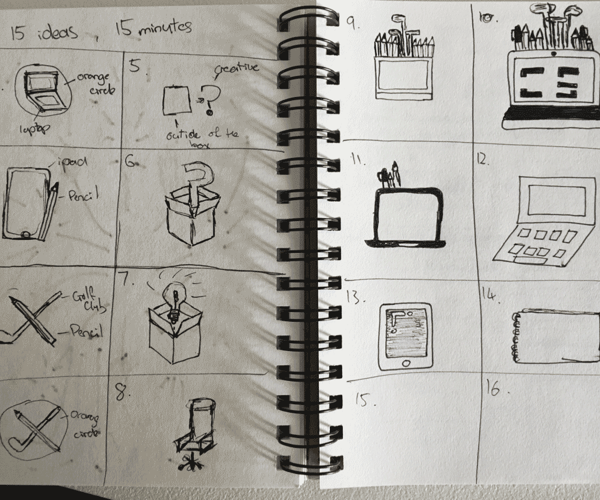 15 ideas, 15 minutes
orange
circle
laptop
5
creative
= ?
outside of the
box
ipad
Pencil
6.
Golf
Club
Pencil
7.
Orange
circle
8.
9.
10.
11.
12.
13.
14.
15.
16.